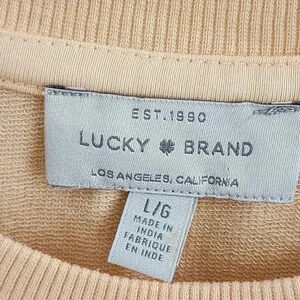 EST.1990
LUCKY BRAND
LOS ANGELES, CALIFORNIA
L/G
MADE IN
INDIA
FABRIQUE
EN INDE